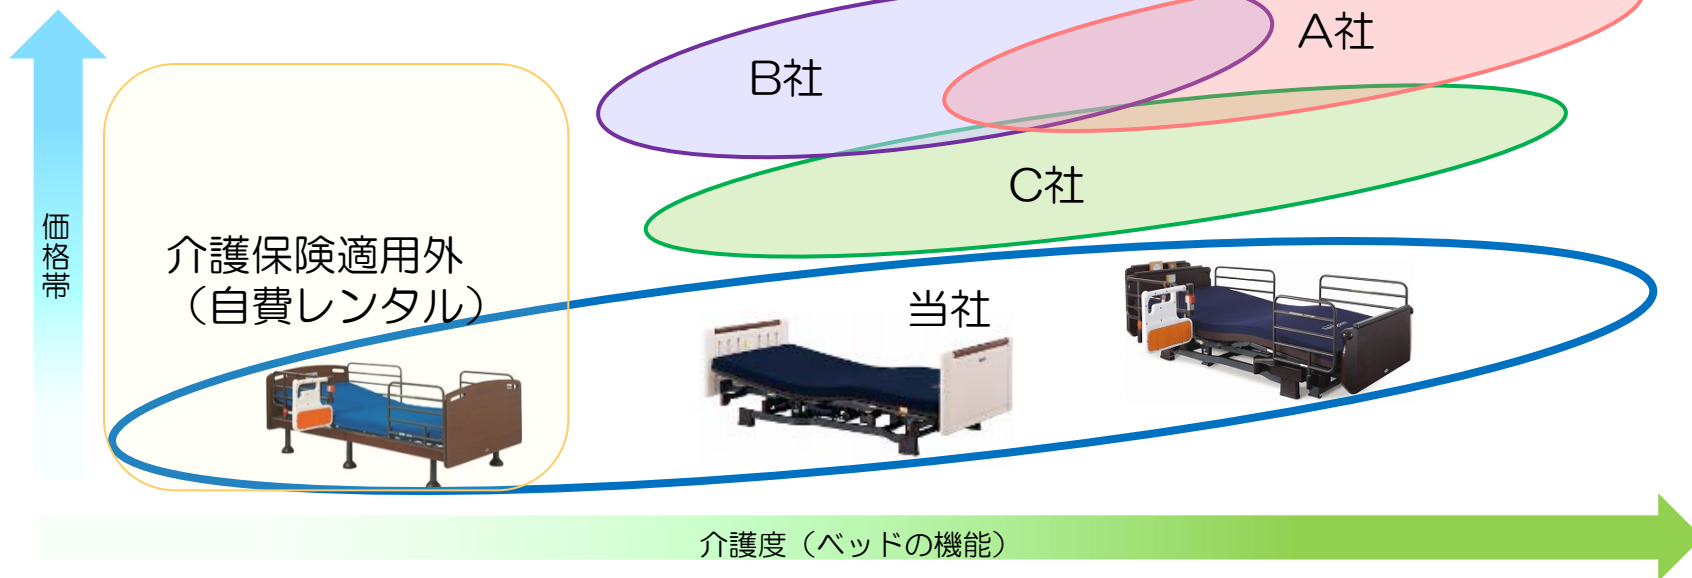 A社
B社
C社
価格帯
介護保険適用外
（自費レンタル）
当社
介護度（ベッドの機能）